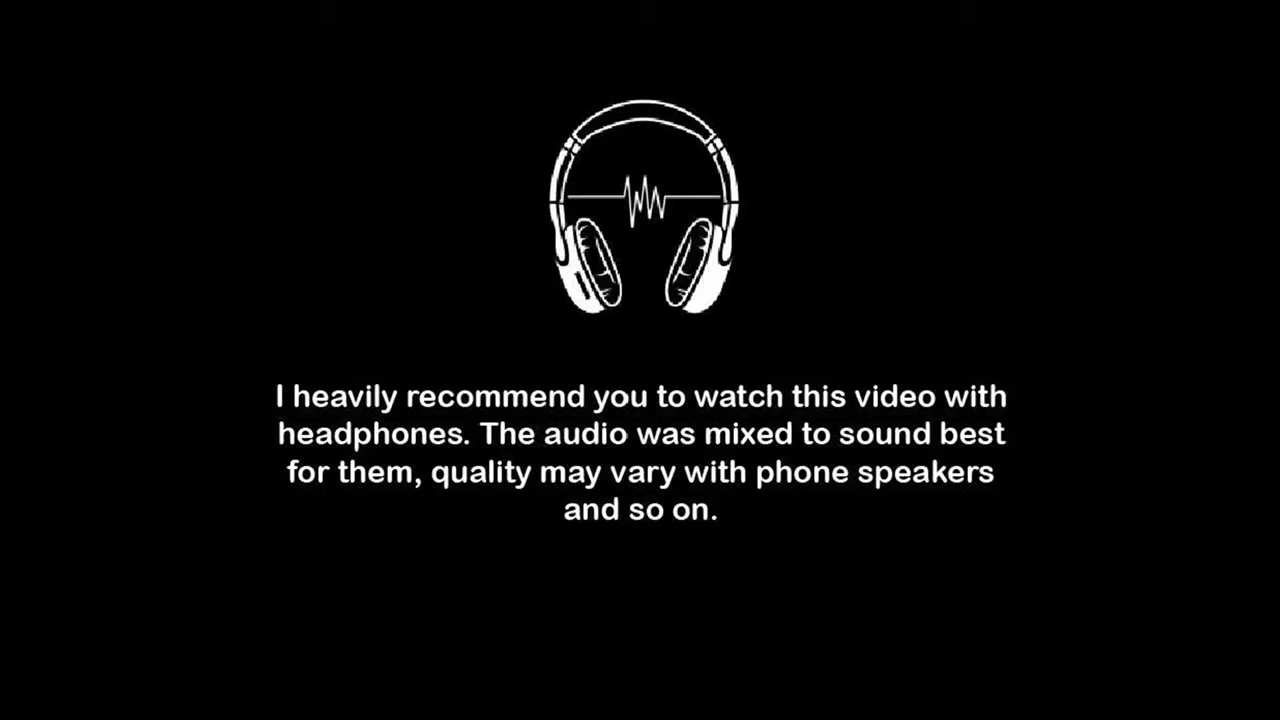 I heavily recommend you to watch this video with
headphones. The audio was mixed to sound best
for them, quality may vary with phone speakers
and so on.